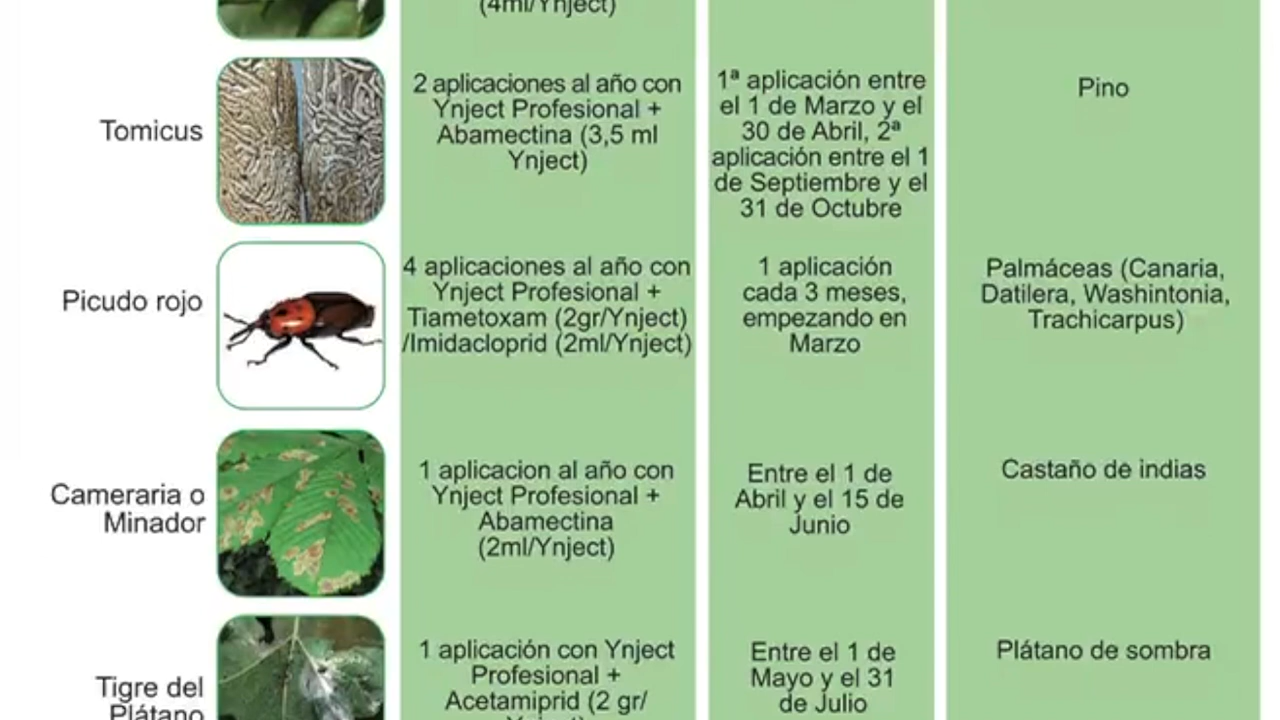 (4ml/Ynject)
Tomicus
2 aplicaciones al año con
Ynject Profesional +
Abamectina (3,5 ml
Ynject)
1ª aplicación entre
el 1 de Marzo y el
30 de Abril, 2ª
aplicación entre el 1
de Septiembre y el
31 de Octubre
Pino
Picudo rojo
4 aplicaciones al año con
Ynject Profesional +
Tiametoxam (2gr/Ynject)
/Imidacloprid (2ml/Ynject)
1 aplicación
cada 3 meses,
empezando en
Marzo
Palmáceas (Canaria,
Datilera, Washintonia,
Trachicarpus)
Cameraria o
Minador
1 aplicacion al año con
Ynject Profesional +
Abamectina
(2ml/Ynject)
Entre el 1 de
Abril y el 15 de
Junio
Castaño de indias
Tigre del
Plátano
1 aplicación con Ynject
Profesional +
Acetamiprid (2 gr/
Ynject)
Entre el 1 de
Mayo y el 31
de Julio
Plátano de sombra